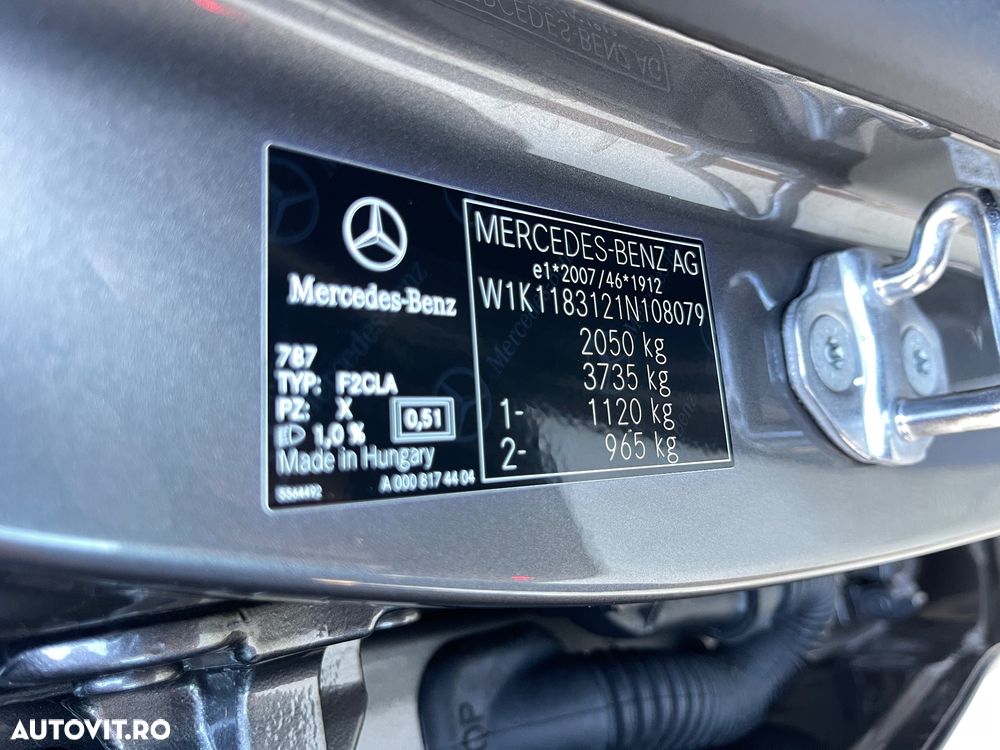 Mercedes-Benz
787
TYP: F2CLA
PZ: X
1,0 %
0,51
Made in Hungary
5564492
A 000 817 44 04
MERCEDES-BENZ AG
e1*2007/46*1912
W1K1183121N108079
2050 kg
3735 kg
1- 1120 kg
2- 965 kg
AUTOVIT.RO